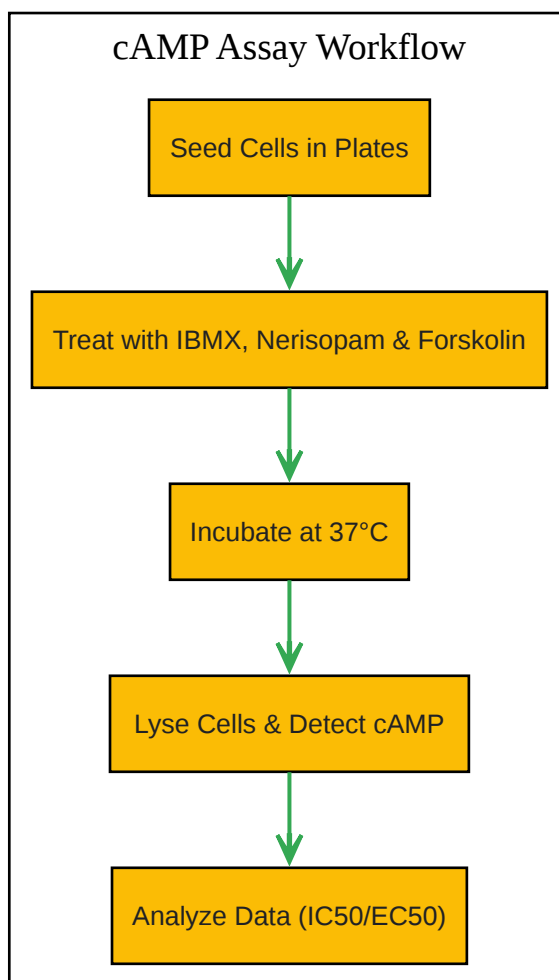 cAMP Assay Workflow
Seed Cells in Plates
Treat with IBMX, Nerisopam & Forskolin
Incubate at 37°C
Lyse Cells & Detect cAMP
Analyze Data (IC50/EC50)